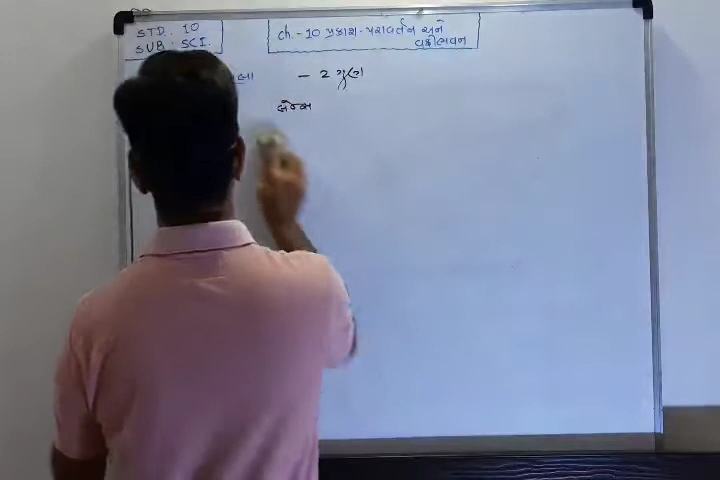 STD. 10
SUB : SCI.
Ch.-10 પ્રકાશ-પરાવર્તન અને
વક્રીભવન
- 2 ગુણ
લેન્સ